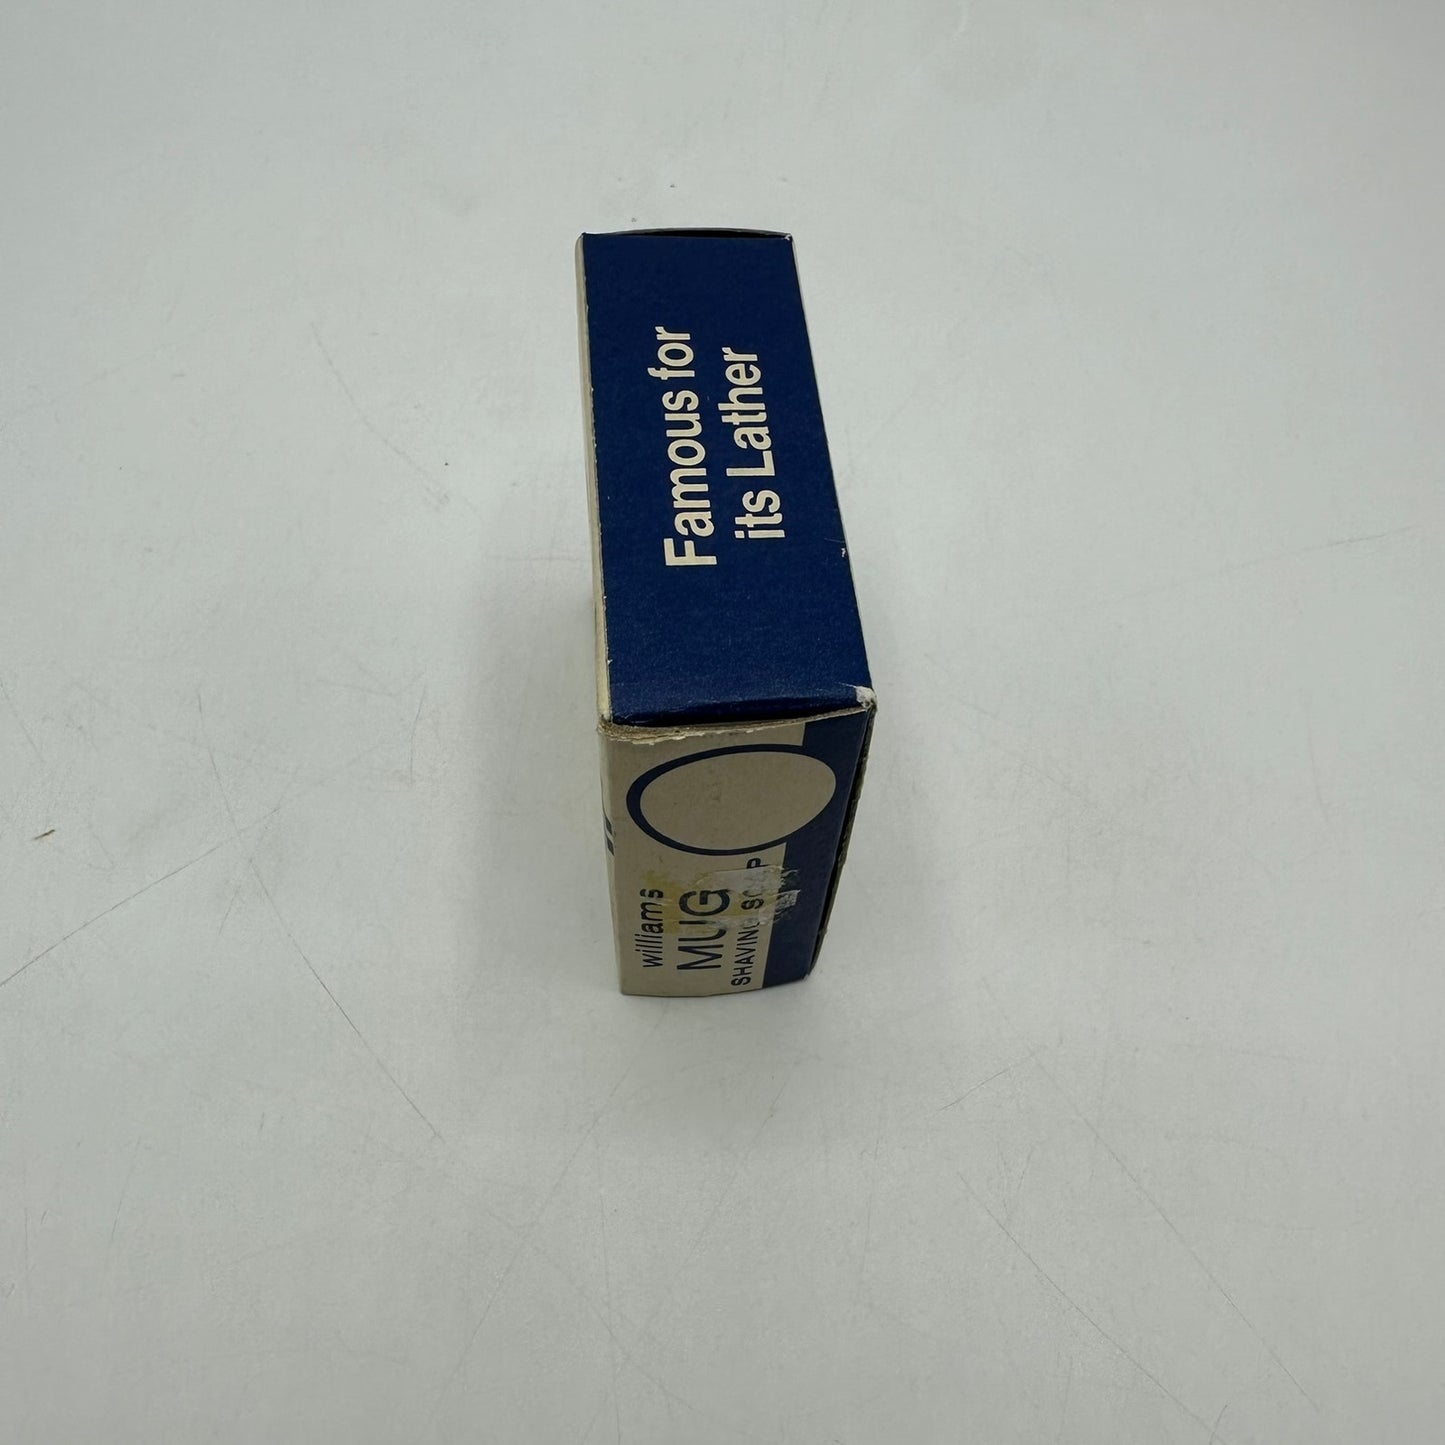 Famous for
its Lather
williams
MUG
SHAVING SOAP